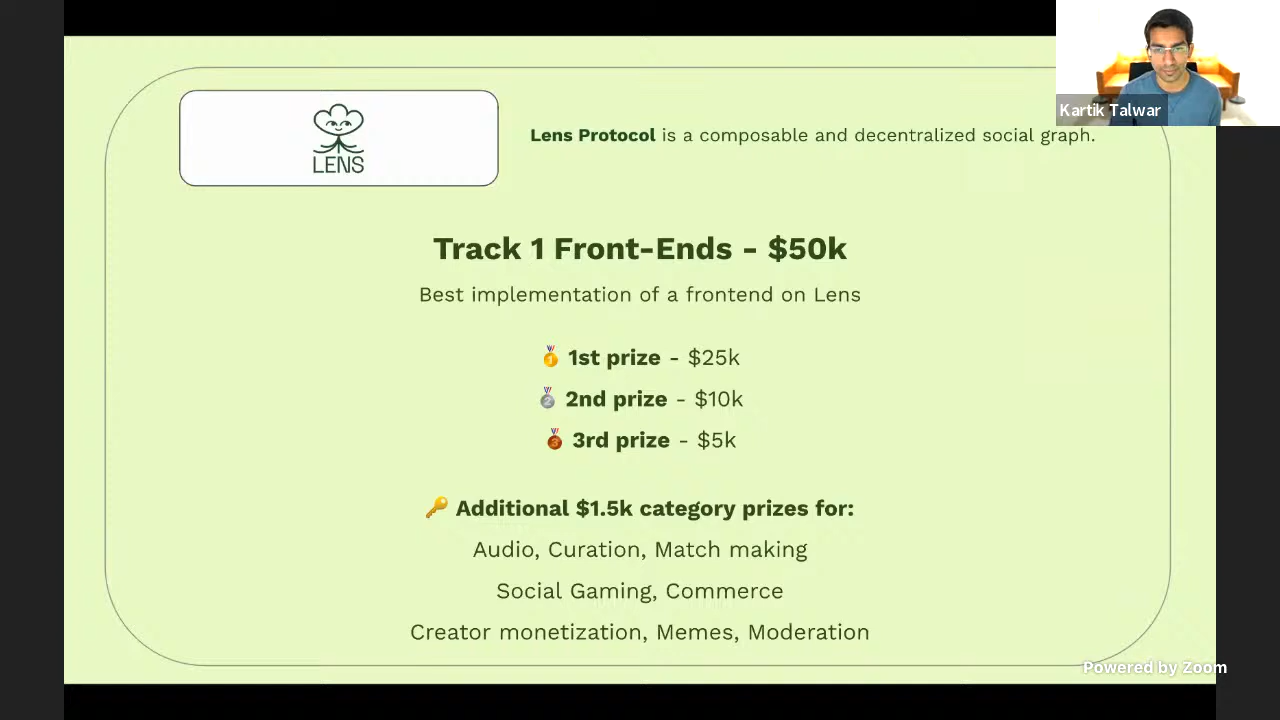 Kartik Talwar
LENS
Lens Protocol is a composable and decentralized social graph.
Track 1 Front-Ends - $50k
Best implementation of a frontend on Lens
1st prize - $25k
2nd prize - $10k
3rd prize - $5k
Additional $1.5k category prizes for:
Audio, Curation, Match making
Social Gaming, Commerce
Creator monetization, Memes, Moderation
Powered by Zoom